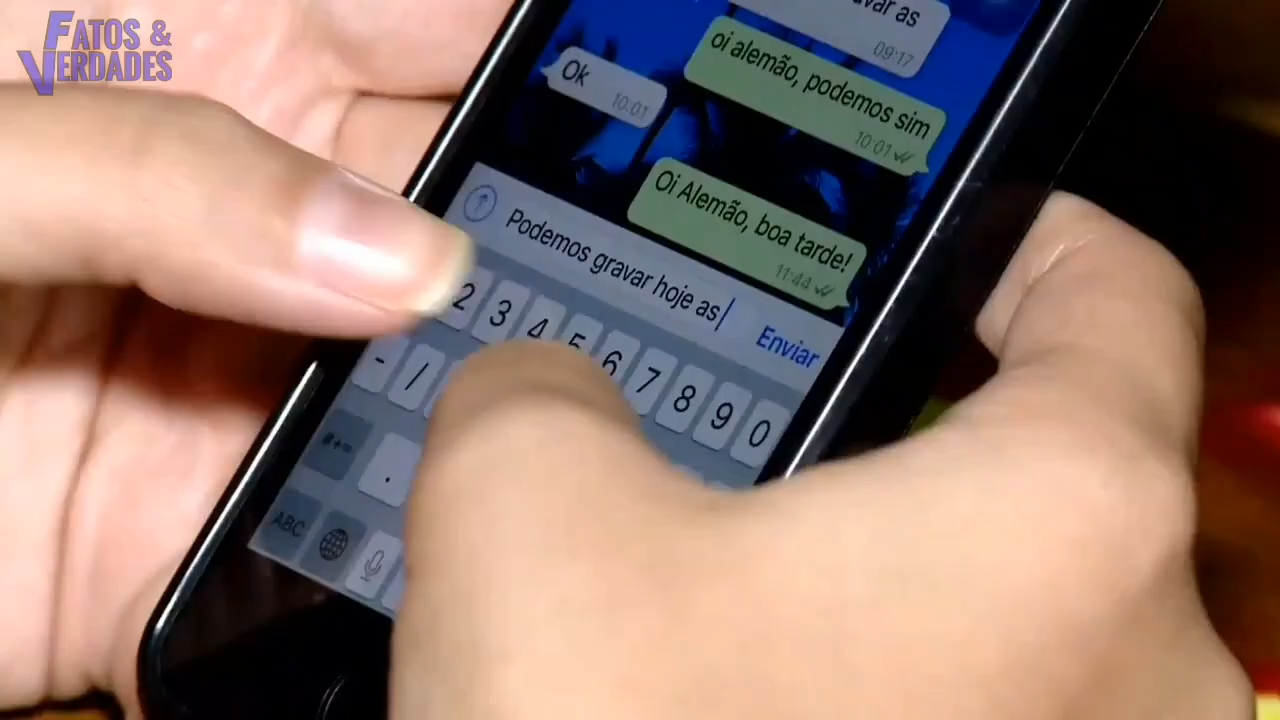 FATOS &
VERDADES
var as
09:17
oi alemão, podemos sim
10:01
Ok
10:01
Oi Alemão, boa tarde!
11:44
Podemos gravar hoje as
Enviar
2 3 4 5 6 7 8 9 0
- /
#+= .
ABC